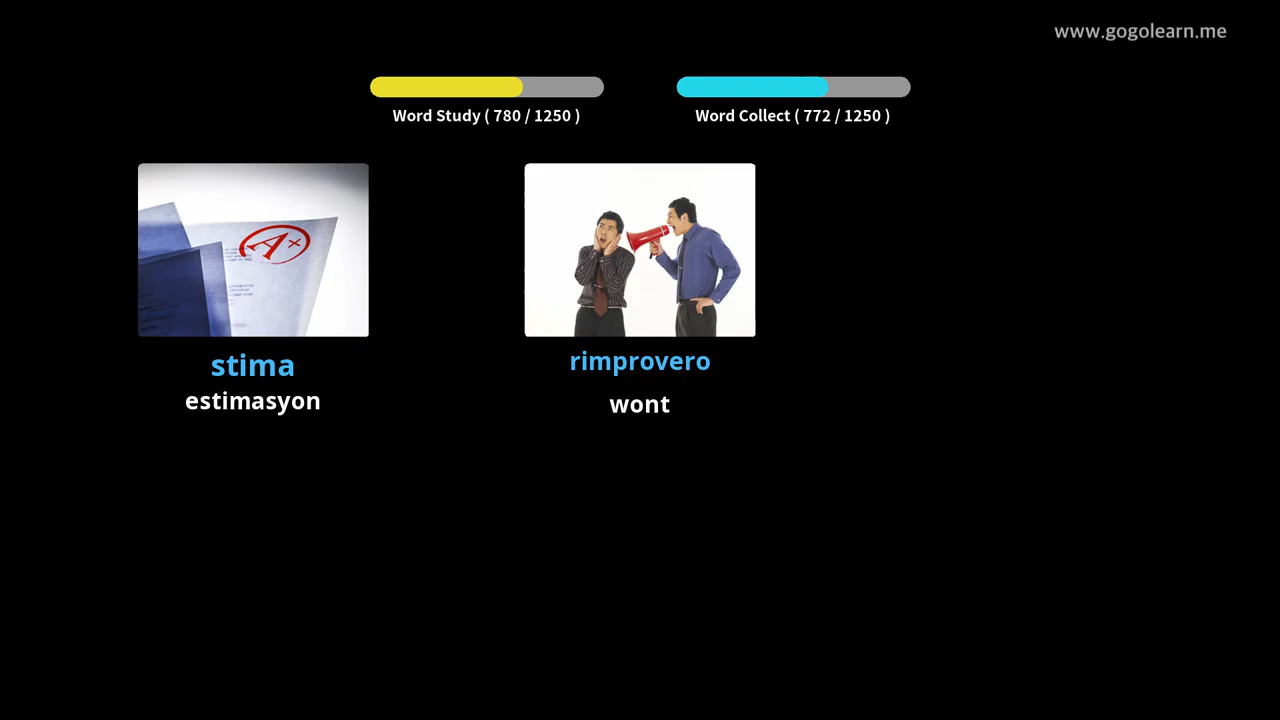 www.gogolearn.me
Word Study ( 780 / 1250 )
Word Collect ( 772 / 1250 )
A+
stima
estimasyon
rimprovero
wont